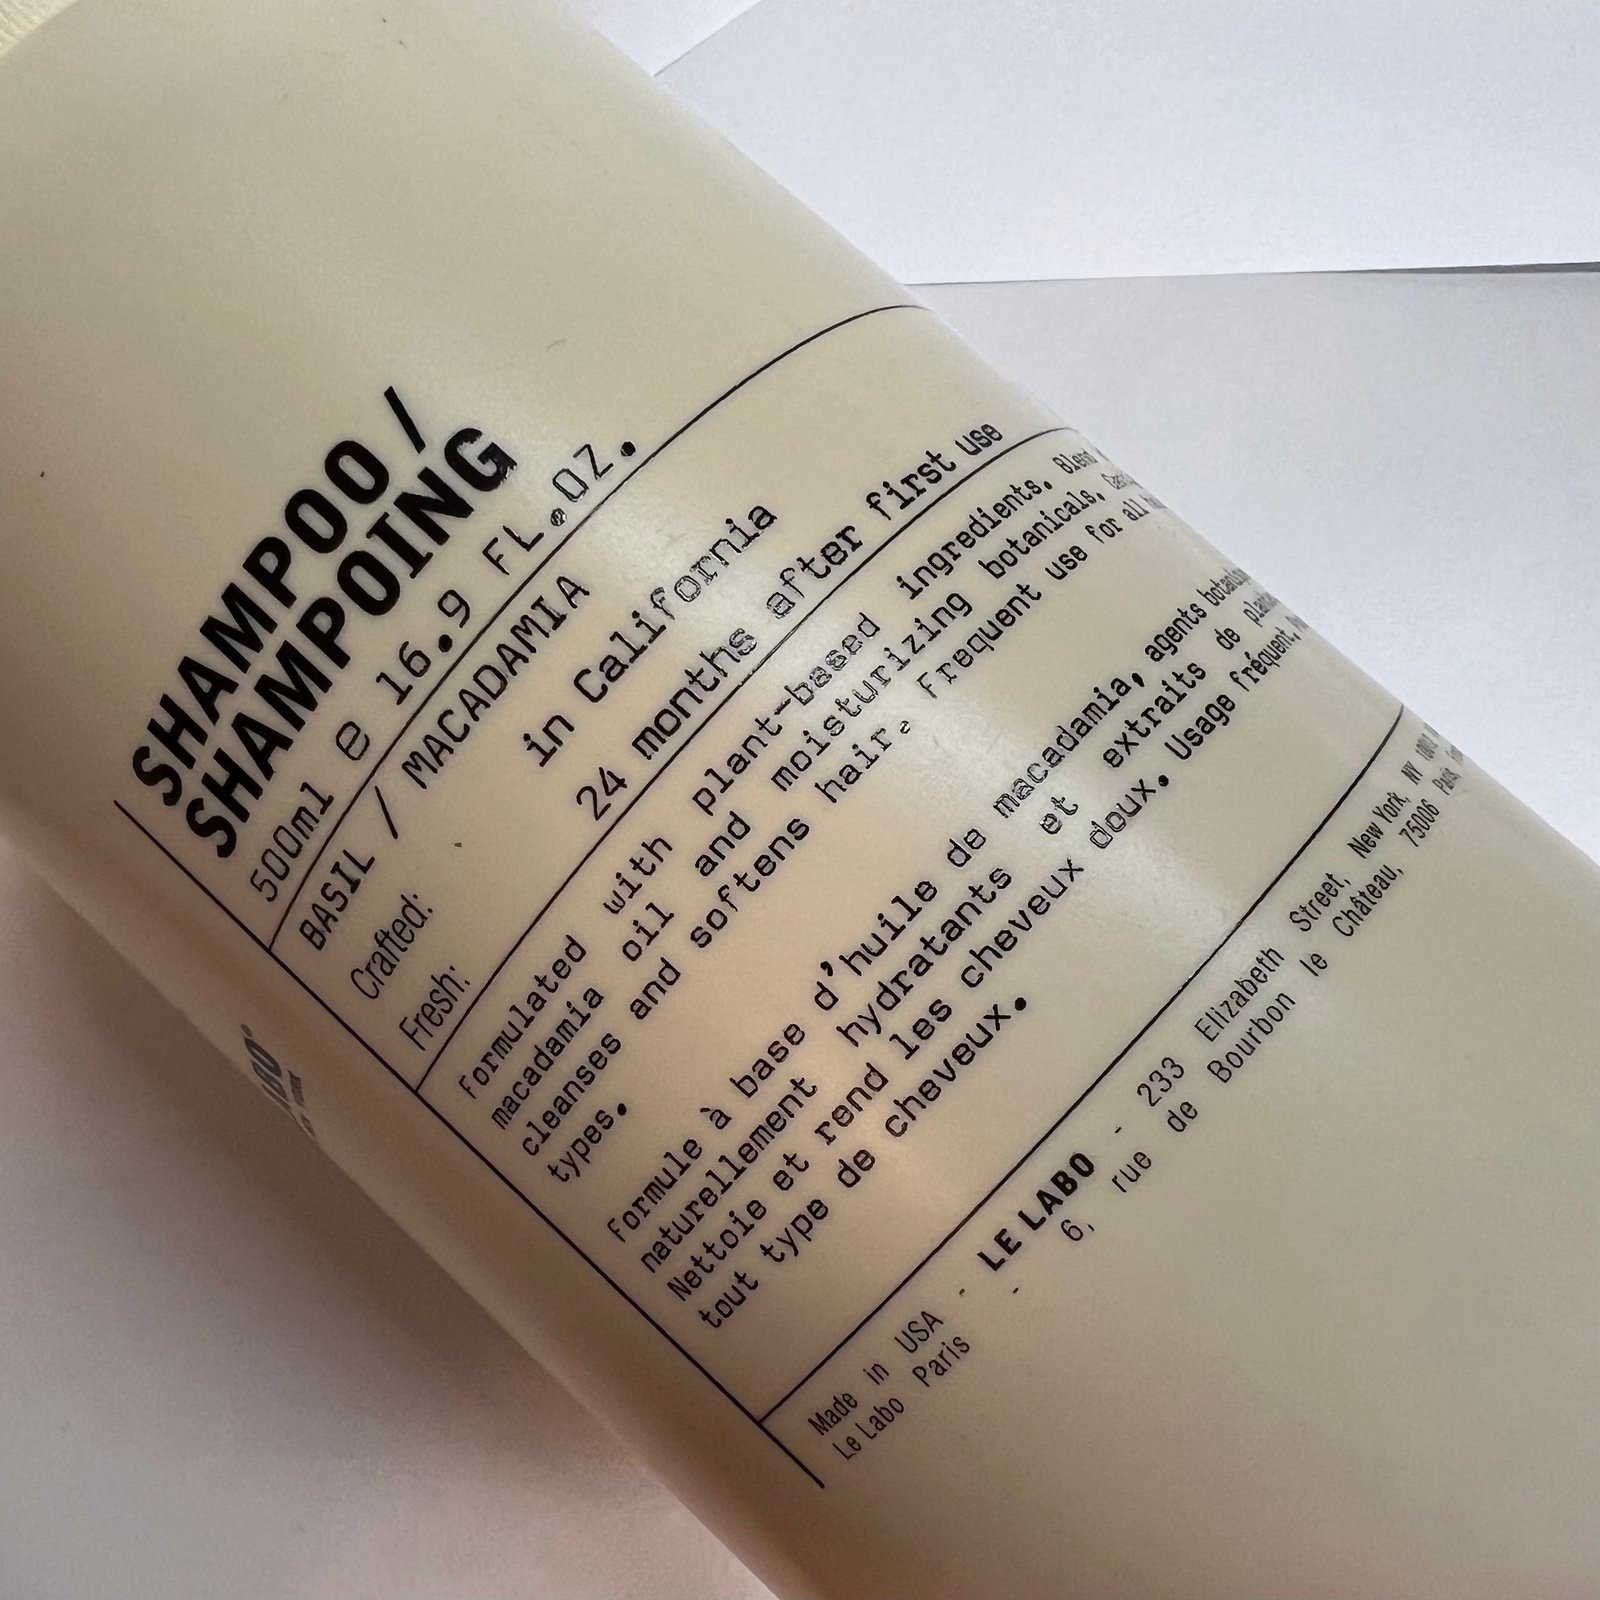 SHAMPOO /
SHAMPOING
500ml e 16.9 FL.OZ.
BASIL / MACADAMIA
Crafted: in California
Fresh: 24 months after first use
Formulated with plant-based ingredients. Blend
macadamia oil and moisturizing botanicals.
cleanses and softens hair. Frequent use for all
types.
Formule à base d'huile de macadamia, agents
naturellement hydratants et extraits de
Nettoie et rend les cheveux doux. Usage fréquent,
tout type de cheveux.
Made in USA - LE LABO - 233 Elizabeth Street, New York, NY
Le Labo Paris - 6, rue de Bourbon le Château, 75006 Paris,